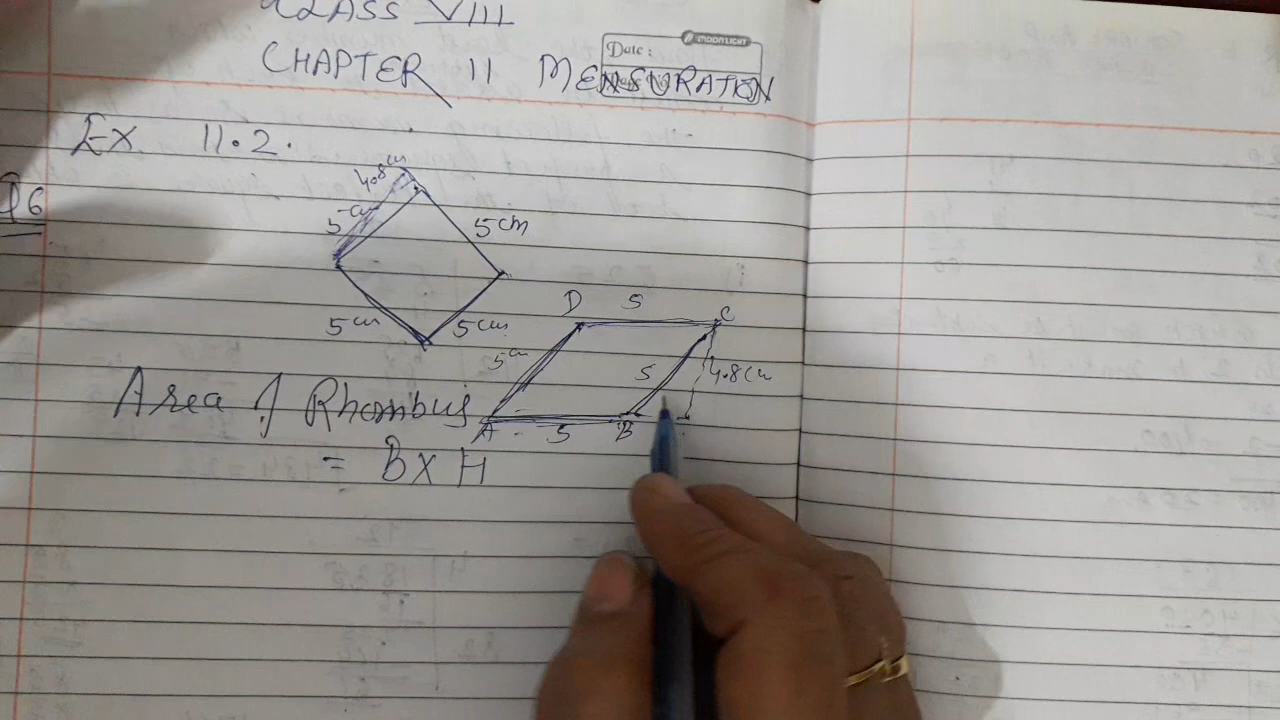 CLASS VIII
MOONLIGHT
Date:
CHAPTER 11 MENSURATION
Ex 11.2.
Q6
4.8 cm
5 cm
5 cm
5 cm
5 cm
D 5 C
5 cm
5
4.8 cm
Area of Rhombus
A 5 B
= B X H